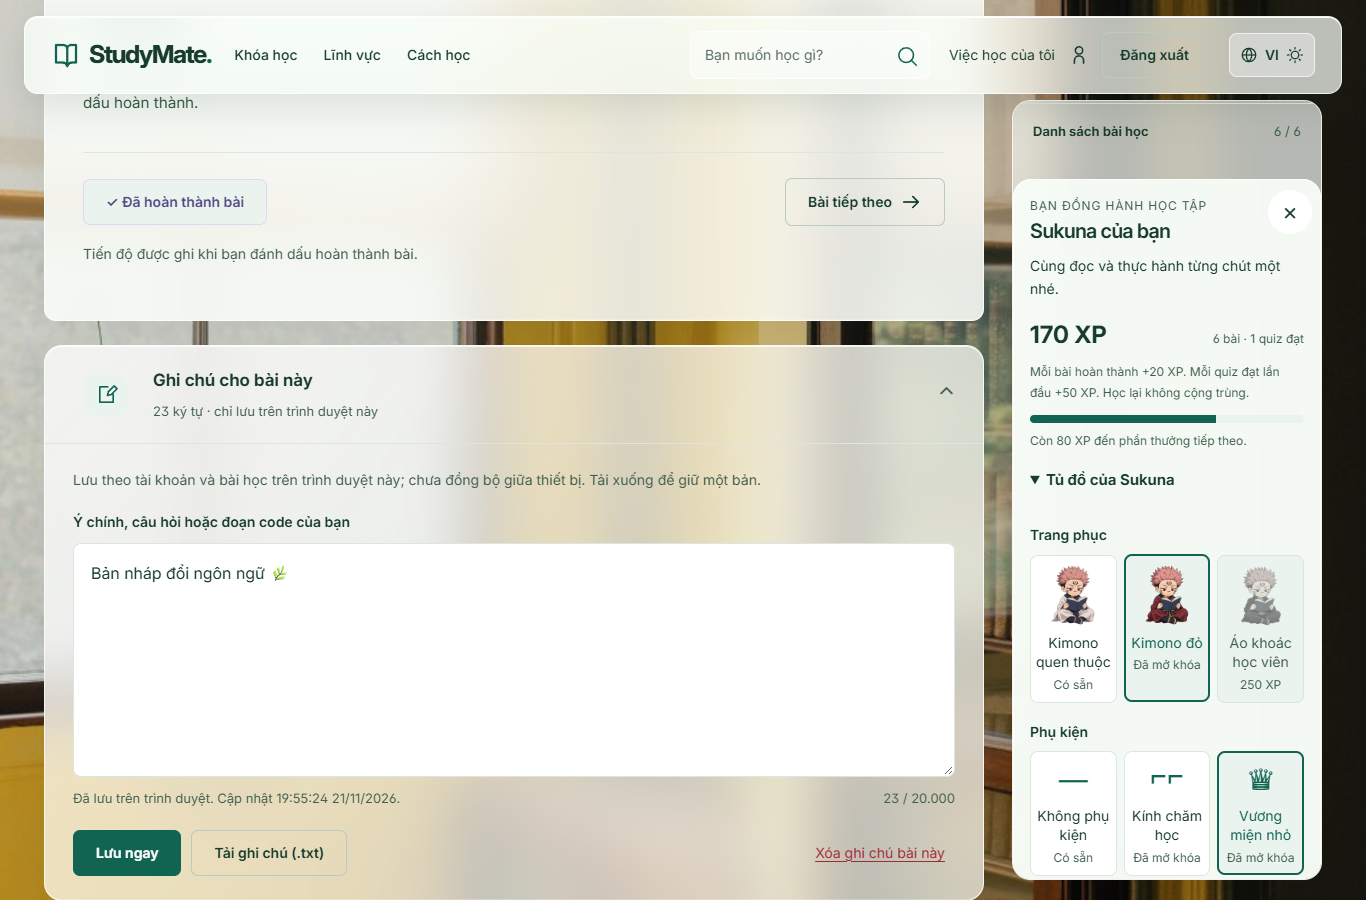 StudyMate.
Khóa học
Lĩnh vực
Cách học
Bạn muốn học gì?
Việc học của tôi
Đăng xuất
VI
dấu hoàn thành.
✓ Đã hoàn thành bài
Bài tiếp theo →
Tiến độ được ghi khi bạn đánh dấu hoàn thành bài.
Ghi chú cho bài này
23 ký tự · chỉ lưu trên trình duyệt này
Lưu theo tài khoản và bài học trên trình duyệt này; chưa đồng bộ giữa thiết bị. Tải xuống để giữ một bản.
Ý chính, câu hỏi hoặc đoạn code của bạn
Bản nháp đổi ngôn ngữ 🌿
Đã lưu trên trình duyệt. Cập nhật 19:55:24 21/11/2026.
23 / 20.000
Lưu ngay
Tải ghi chú (.txt)
Xóa ghi chú bài này
Danh sách bài học
6 / 6
BẠN ĐỒNG HÀNH HỌC TẬP
Sukuna của bạn
Cùng đọc và thực hành từng chút một
nhé.
170 XP
6 bài · 1 quiz đạt
Mỗi bài hoàn thành +20 XP. Mỗi quiz đạt lần
đầu +50 XP. Học lại không cộng trùng.
Còn 80 XP đến phần thưởng tiếp theo.
▼ Tủ đồ của Sukuna
Trang phục
Kimono
quen thuộc
Có sẵn
Kimono đỏ
Đã mở khóa
Áo khoác
học viên
250 XP
Phụ kiện
Không phụ
kiện
Có sẵn
Kính chăm
học
Đã mở khóa
Vương
miện nhỏ
Đã mở khóa